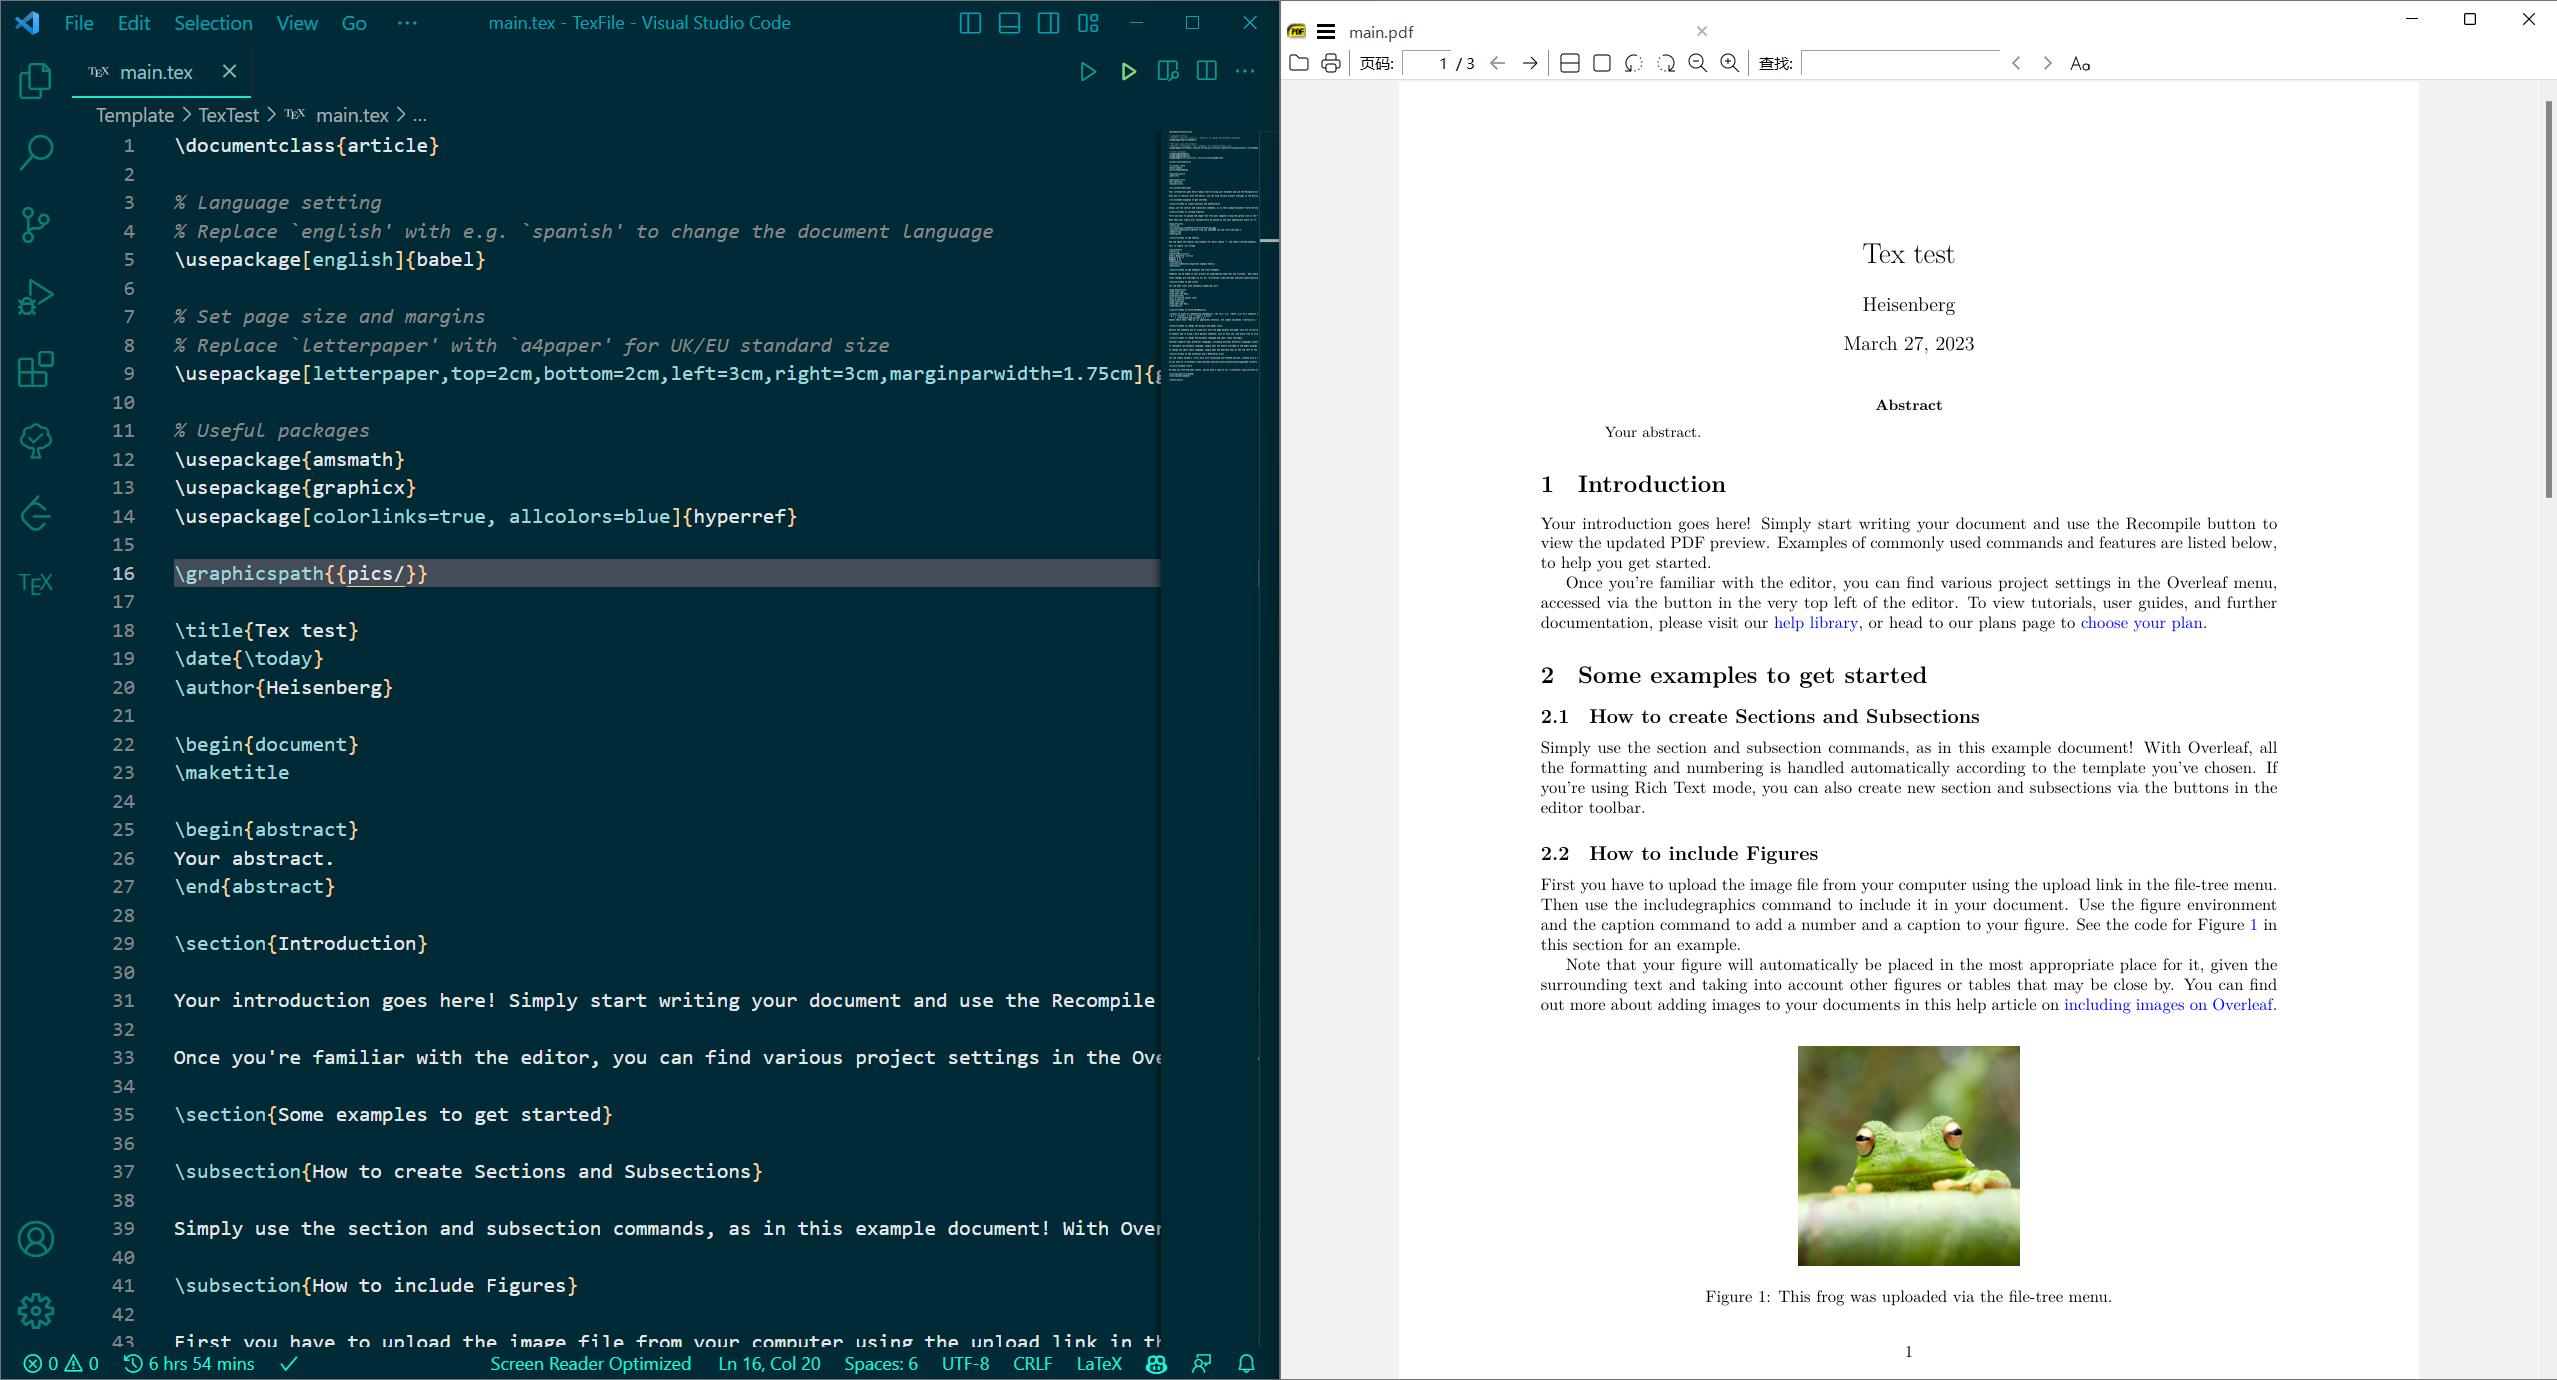 File Edit Selection View Go ··· main.tex - TexFile - Visual Studio Code
TEX main.tex
Template > TexTest > TEX main.tex > ...
1 \documentclass{article}
2
3 % Language setting
4 % Replace `english' with e.g. `spanish' to change the document language
5 \usepackage[english]{babel}
6
7 % Set page size and margins
8 % Replace `letterpaper' with `a4paper' for UK/EU standard size
9 \usepackage[letterpaper,top=2cm,bottom=2cm,left=3cm,right=3cm,marginparwidth=1.75cm]{g
10
11 % Useful packages
12 \usepackage{amsmath}
13 \usepackage{graphicx}
14 \usepackage[colorlinks=true, allcolors=blue]{hyperref}
15
16 \graphicspath{{pics/}}
17
18 \title{Tex test}
19 \date{\today}
20 \author{Heisenberg}
21
22 \begin{document}
23 \maketitle
24
25 \begin{abstract}
26 Your abstract.
27 \end{abstract}
28
29 \section{Introduction}
30
31 Your introduction goes here! Simply start writing your document and use the Recompile
32
33 Once you're familiar with the editor, you can find various project settings in the Ove
34
35 \section{Some examples to get started}
36
37 \subsection{How to create Sections and Subsections}
38
39 Simply use the section and subsection commands, as in this example document! With Over
40
41 \subsection{How to include Figures}
42
43 First you have to upload the image file from your computer using the upload link in th
TEX
0 0 6 hrs 54 mins Screen Reader Optimized Ln 16, Col 20 Spaces: 6 UTF-8 CRLF LaTeX
PDF main.pdf
页码: 1 / 3 查找: Aa
Tex test
Heisenberg
March 27, 2023
Abstract
Your abstract.
1 Introduction
Your introduction goes here! Simply start writing your document and use the Recompile button to
view the updated PDF preview. Examples of commonly used commands and features are listed below,
to help you get started.
Once you're familiar with the editor, you can find various project settings in the Overleaf menu,
accessed via the button in the very top left of the editor. To view tutorials, user guides, and further
documentation, please visit our help library, or head to our plans page to choose your plan.
2 Some examples to get started
2.1 How to create Sections and Subsections
Simply use the section and subsection commands, as in this example document! With Overleaf, all
the formatting and numbering is handled automatically according to the template you've chosen. If
you're using Rich Text mode, you can also create new section and subsections via the buttons in the
editor toolbar.
2.2 How to include Figures
First you have to upload the image file from your computer using the upload link in the file-tree menu.
Then use the includegraphics command to include it in your document. Use the figure environment
and the caption command to add a number and a caption to your figure. See the code for Figure 1 in
this section for an example.
Note that your figure will automatically be placed in the most appropriate place for it, given the
surrounding text and taking into account other figures or tables that may be close by. You can find
out more about adding images to your documents in this help article on including images on Overleaf.
Figure 1: This frog was uploaded via the file-tree menu.
1